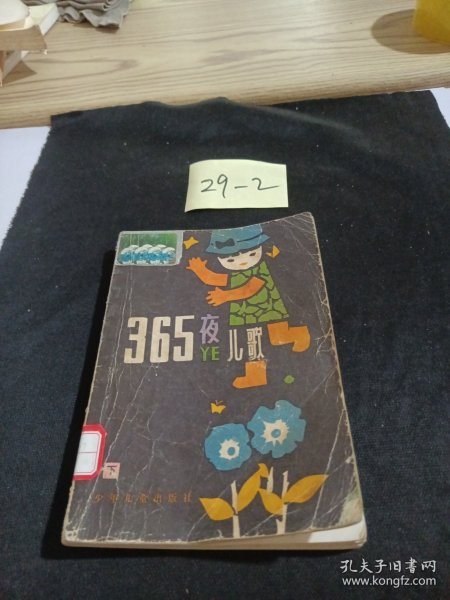 29-2
365夜儿歌
YE
下
少年儿童出版社
孔夫子旧书网
www.kongfz.com